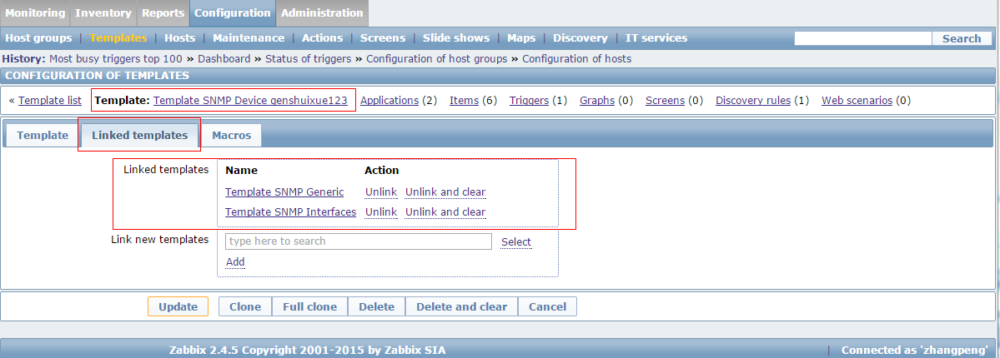 Monitoring Inventory Reports Configuration Administration
Host groups | Templates | Hosts | Maintenance | Actions | Screens | Slide shows | Maps | Discovery | IT services Search
History: Most busy triggers top 100 » Dashboard » Status of triggers » Configuration of host groups » Configuration of hosts
CONFIGURATION OF TEMPLATES
« Template list Template: Template SNMP Device genshuixue123 Applications (2) Items (6) Triggers (1) Graphs (0) Screens (0) Discovery rules (1) Web scenarios (0)
Template Linked templates Macros
Linked templates Name Action
Template SNMP Generic Unlink Unlink and clear
Template SNMP Interfaces Unlink Unlink and clear
Link new templates type here to search Select
Add
Update Clone Full clone Delete Delete and clear Cancel
Zabbix 2.4.5 Copyright 2001-2015 by Zabbix SIA | Connected as 'zhangpeng'